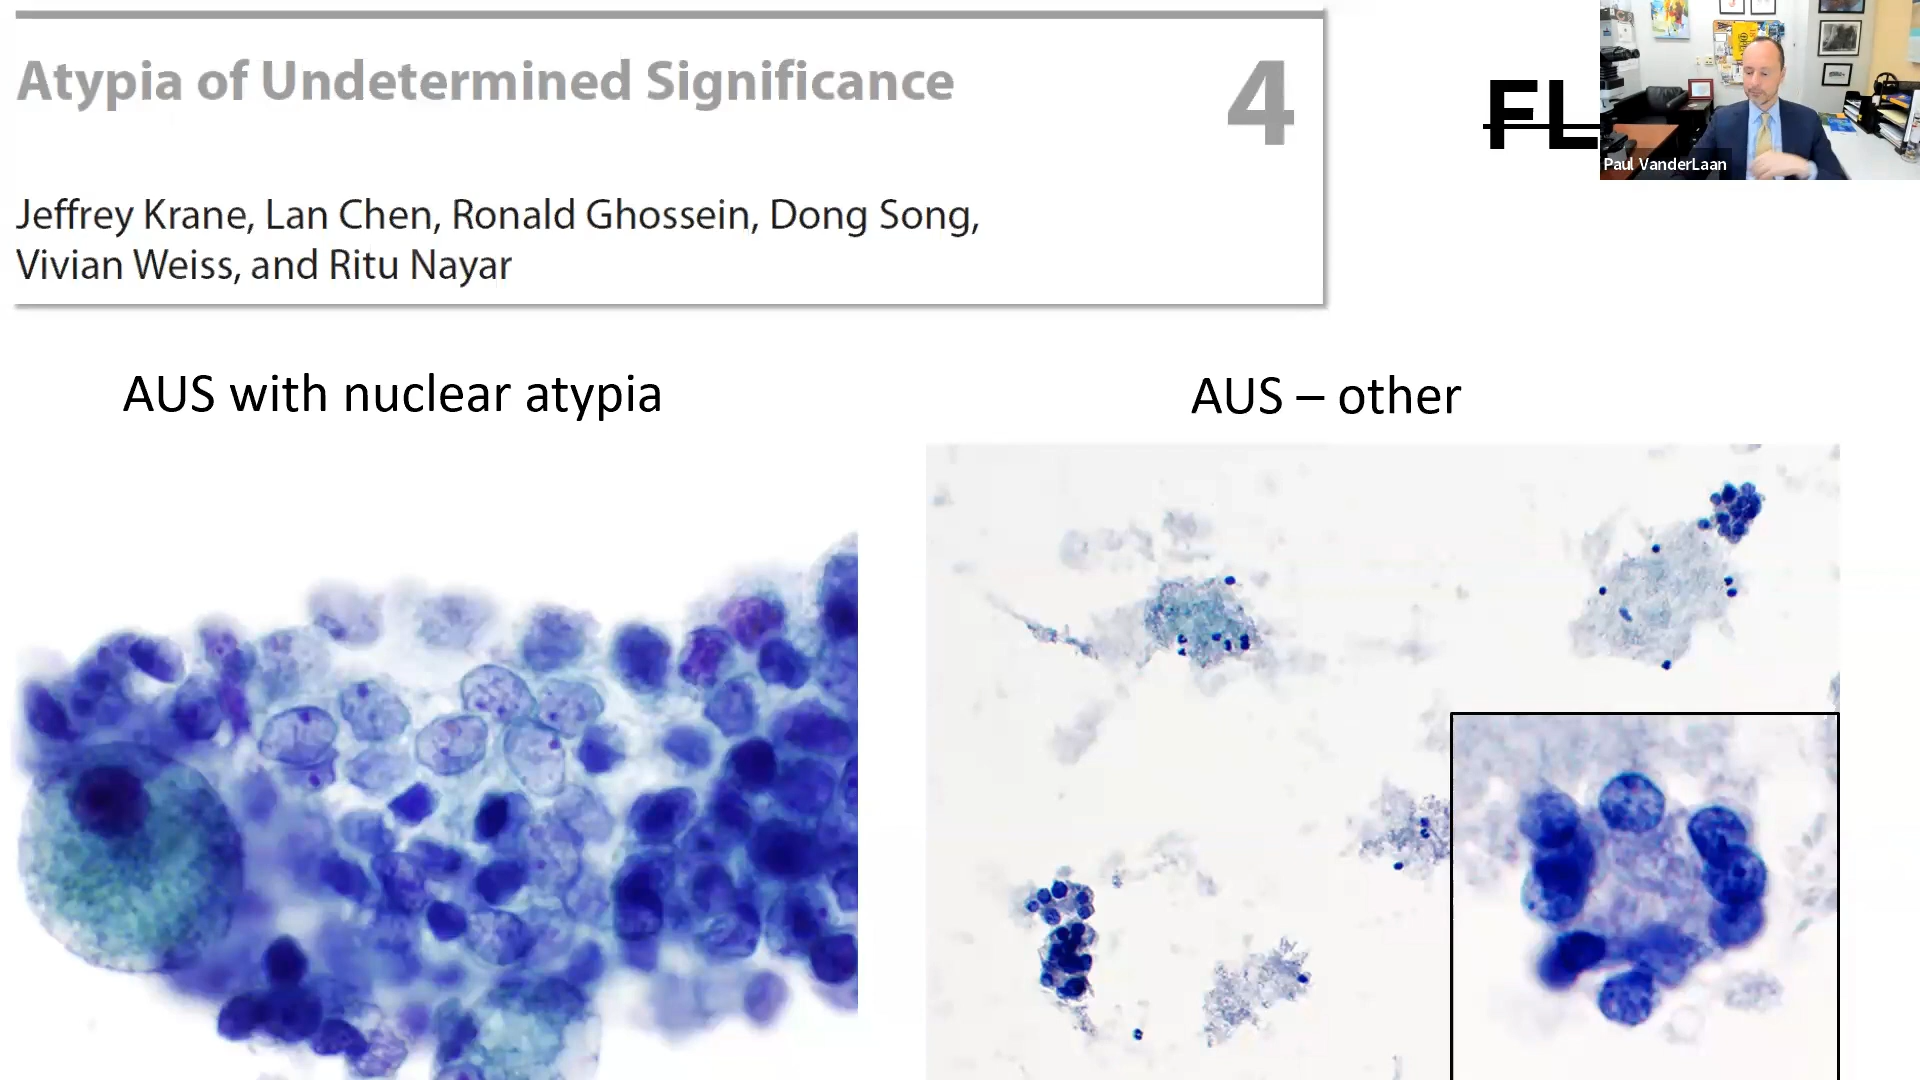 Atypia of Undetermined Significance
4
Jeffrey Krane, Lan Chen, Ronald Ghossein, Dong Song,
Vivian Weiss, and Ritu Nayar
FL
Paul VanderLaan
AUS with nuclear atypia
AUS – other